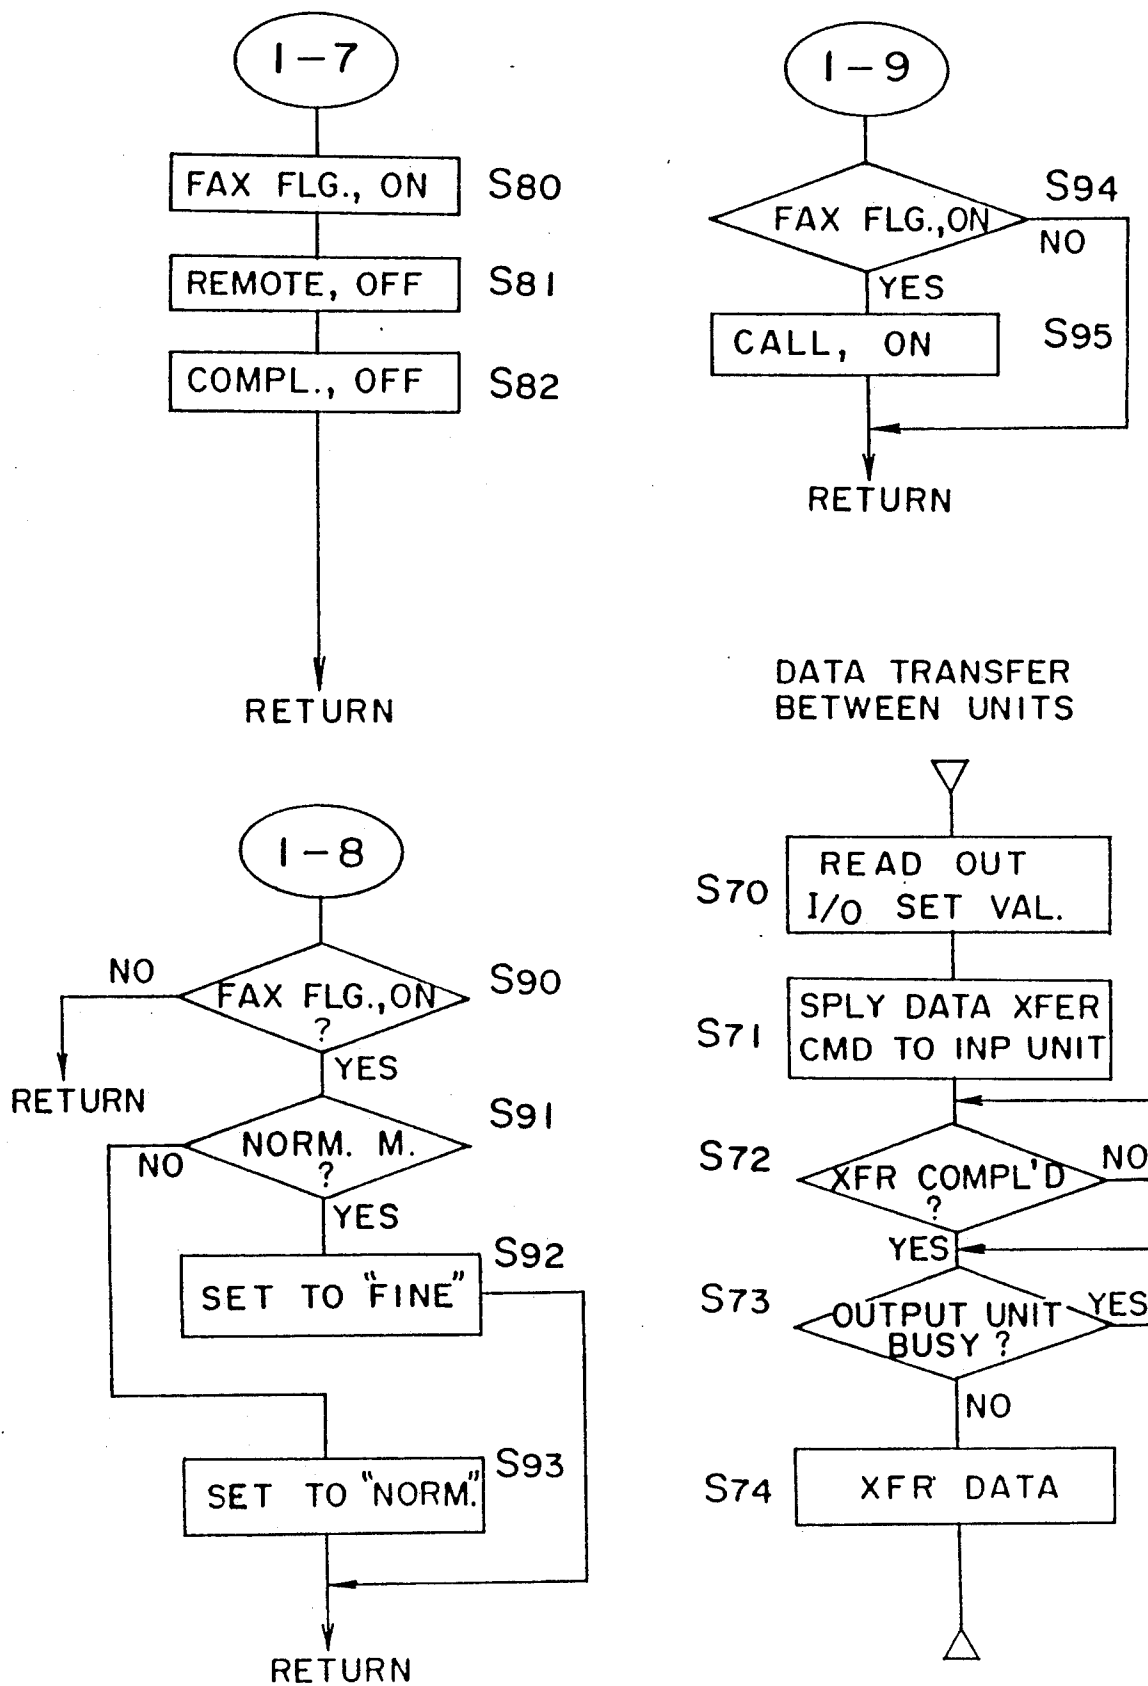 1-7
FAX FLG., ON S80
REMOTE, OFF S81
COMPL., OFF S82
RETURN
1-9
S94
FAX FLG., ON
NO
YES
CALL, ON S95
RETURN
1-8
NO
FAX FLG., ON
?
S90
YES
RETURN
S91
NORM. M.
?
NO
YES
S92
SET TO "FINE"
S93
SET TO "NORM."
RETURN
DATA TRANSFER
BETWEEN UNITS
S70
READ OUT
I/O SET VAL.
S71
SPLY DATA XFER
CMD TO INP UNIT
S72
XFR COMPL'D
?
NO
YES
S73
OUTPUT UNIT
BUSY ?
YES
NO
S74
XFR DATA